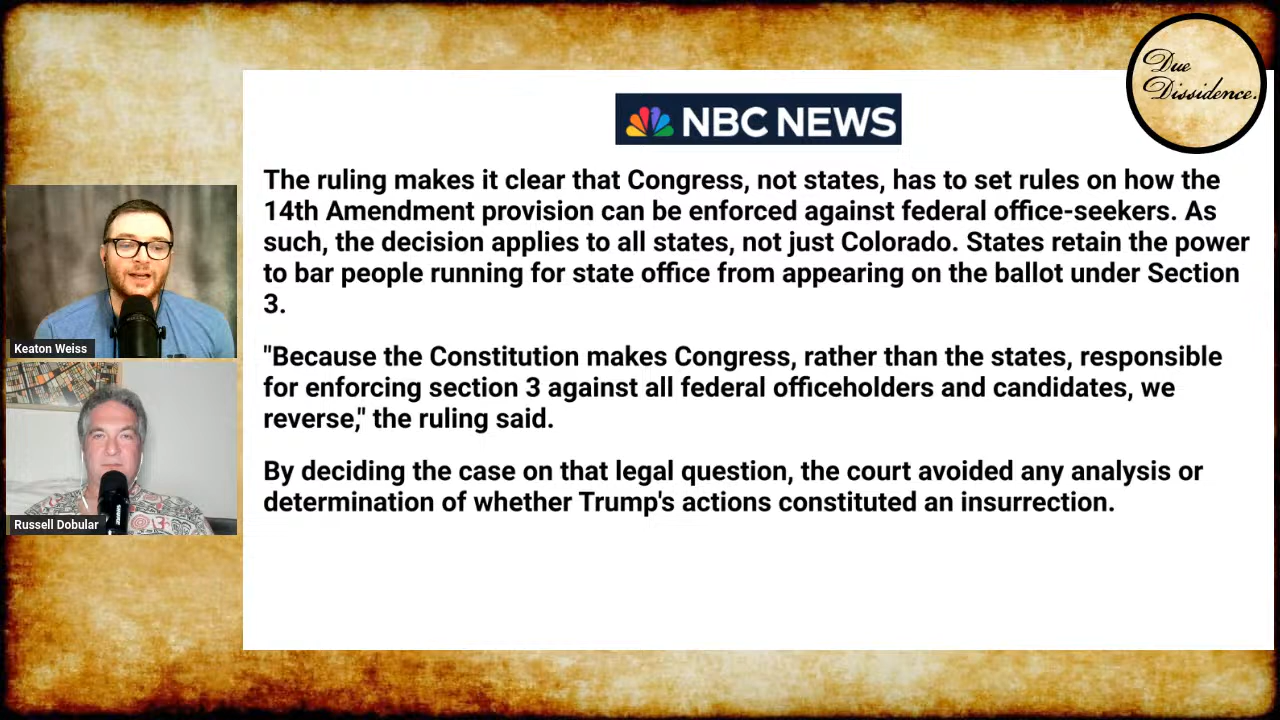 Due
Dissidence.
NBC NEWS
The ruling makes it clear that Congress, not states, has to set rules on how the
14th Amendment provision can be enforced against federal office-seekers. As
such, the decision applies to all states, not just Colorado. States retain the power
to bar people running for state office from appearing on the ballot under Section
3.
"Because the Constitution makes Congress, rather than the states, responsible
for enforcing section 3 against all federal officeholders and candidates, we
reverse," the ruling said.
By deciding the case on that legal question, the court avoided any analysis or
determination of whether Trump's actions constituted an insurrection.
Keaton Weiss
Russell Dobular